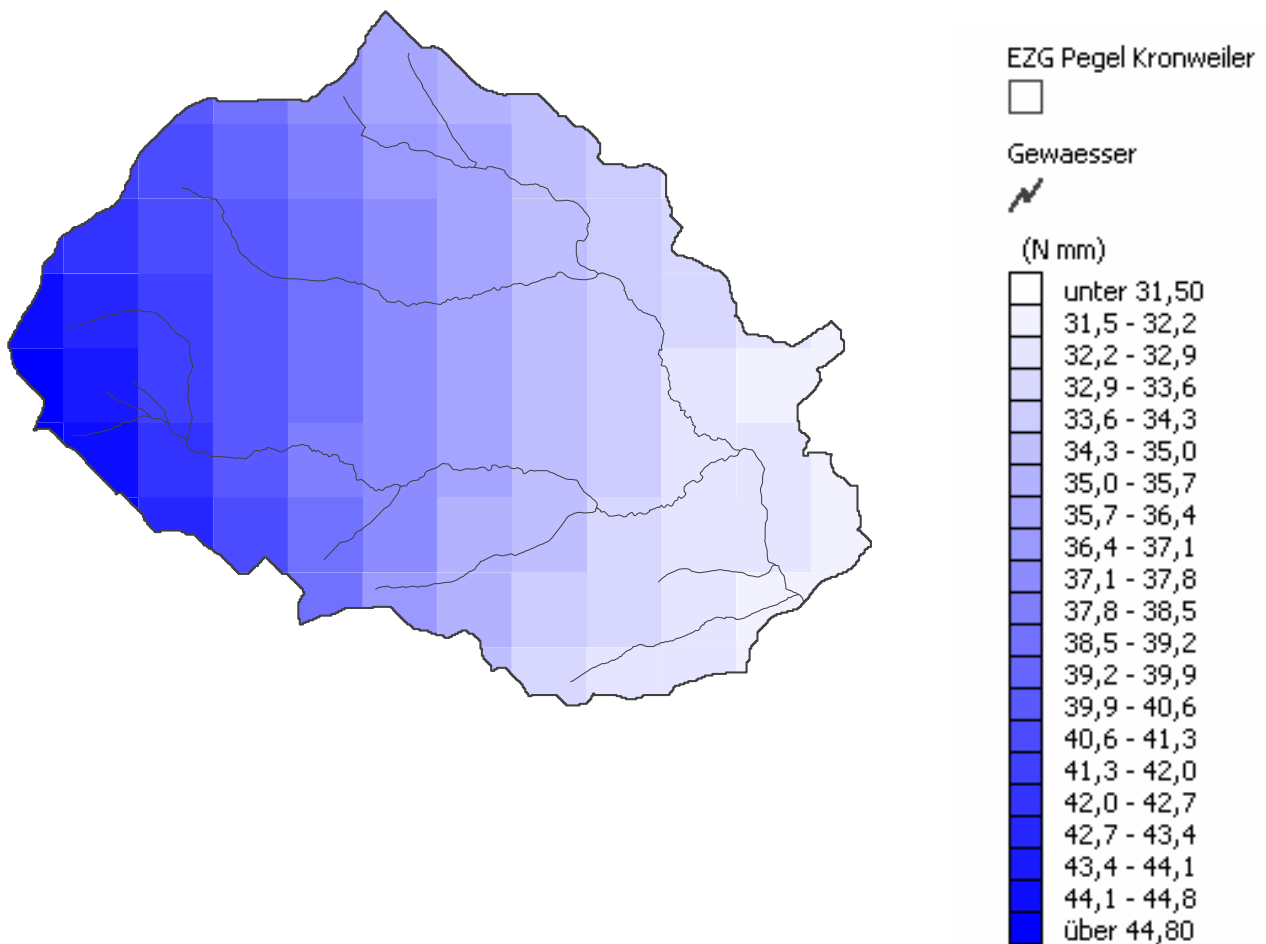 EZG Pegel Kronweiler
Gewaesser
(N mm)
unter 31,50
31,5 - 32,2
32,2 - 32,9
32,9 - 33,6
33,6 - 34,3
34,3 - 35,0
35,0 - 35,7
35,7 - 36,4
36,4 - 37,1
37,1 - 37,8
37,8 - 38,5
38,5 - 39,2
39,2 - 39,9
39,9 - 40,6
40,6 - 41,3
41,3 - 42,0
42,0 - 42,7
42,7 - 43,4
43,4 - 44,1
44,1 - 44,8
über 44,80